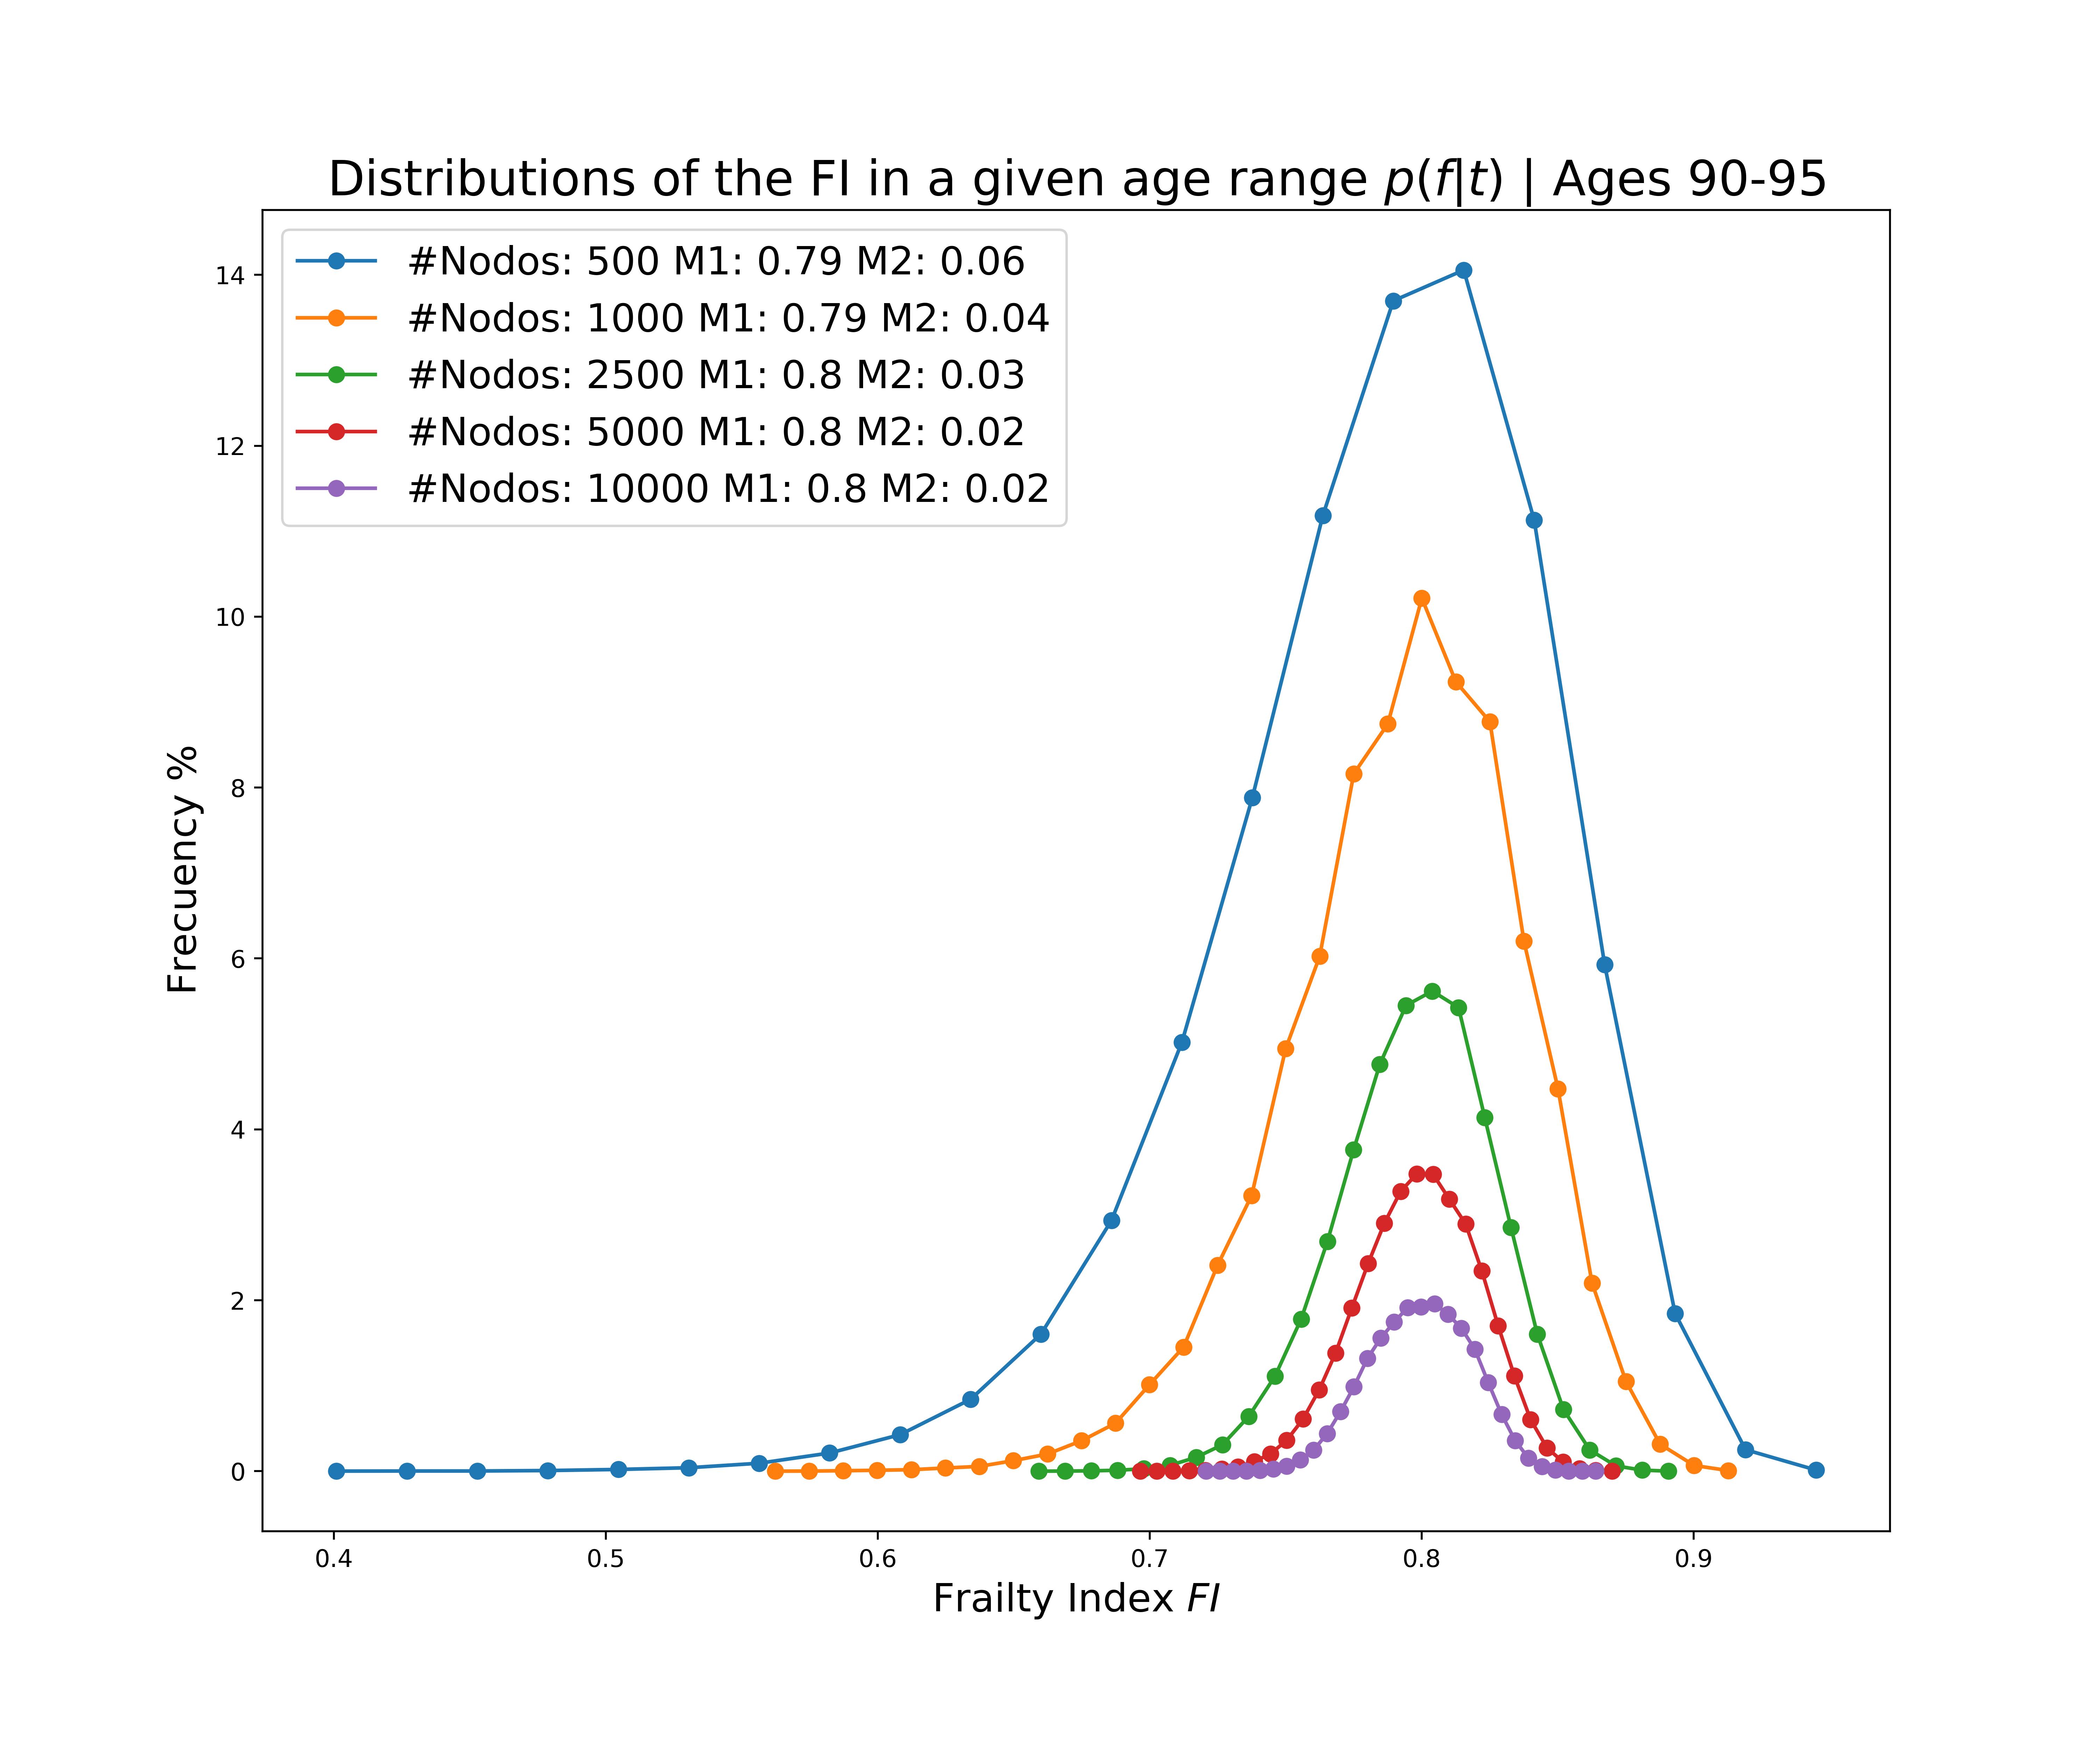 Distributions of the FI in a given age range p(f|t) | Ages 90-95
#Nodos: 500 M1: 0.79 M2: 0.06
#Nodos: 1000 M1: 0.79 M2: 0.04
#Nodos: 2500 M1: 0.8 M2: 0.03
#Nodos: 5000 M1: 0.8 M2: 0.02
#Nodos: 10000 M1: 0.8 M2: 0.02
Frecuency %
14
12
10
8
6
4
2
0
0.4 0.5 0.6 0.7 0.8 0.9
Frailty Index FI